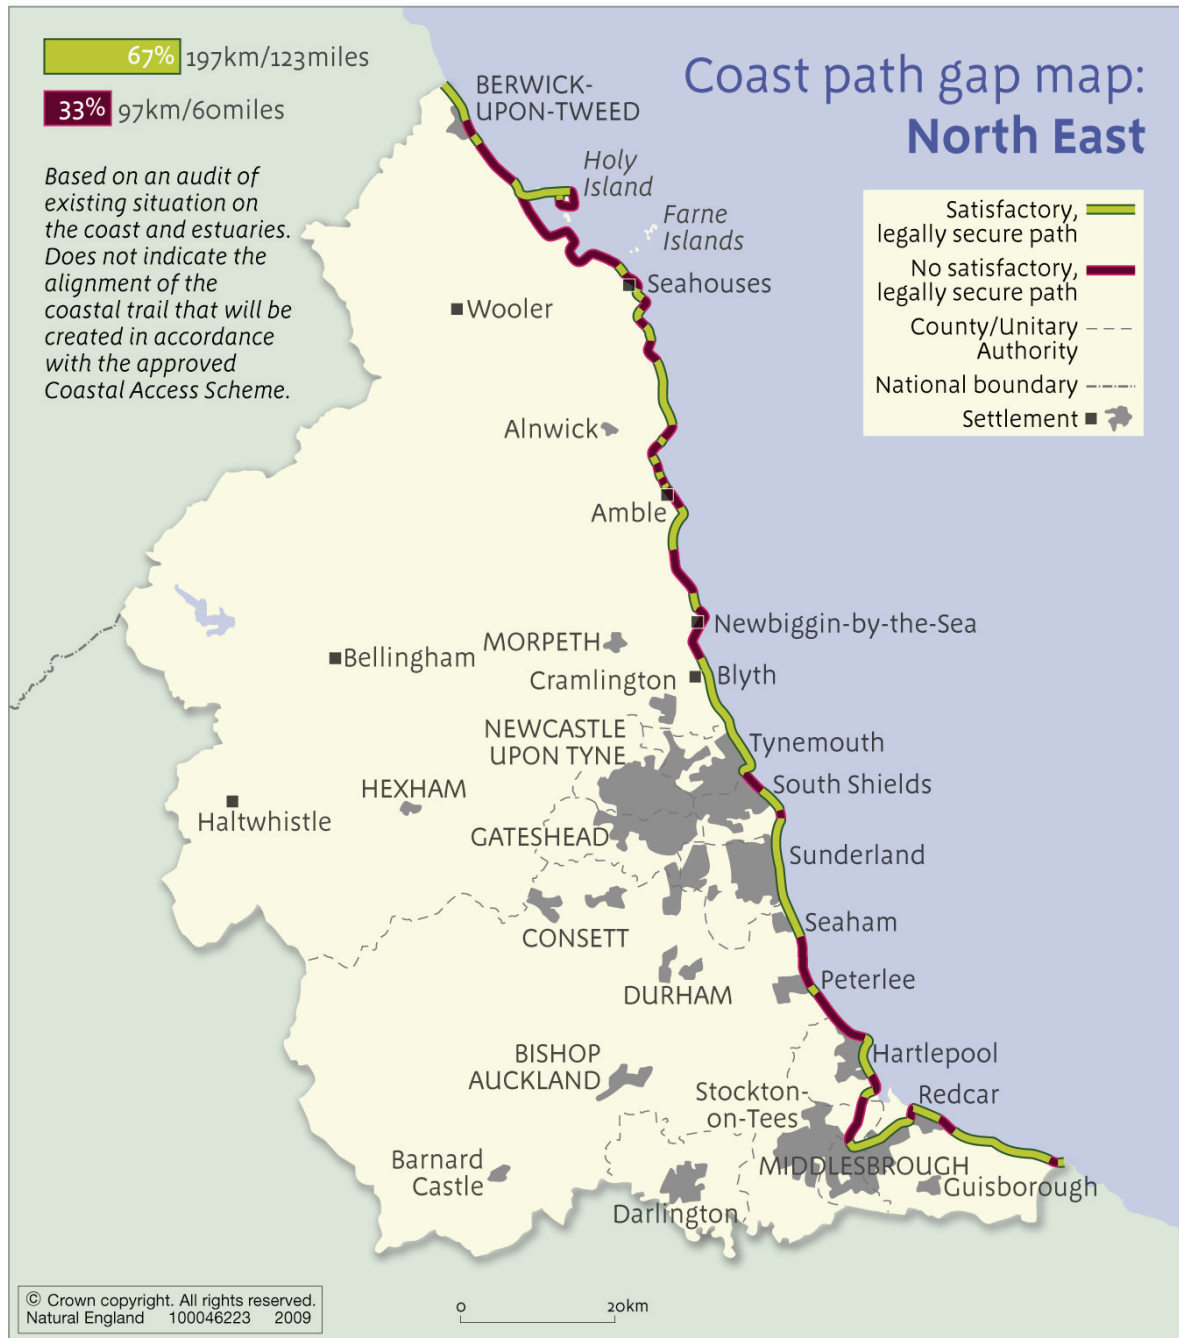 67% 197km/123miles
33% 97km/60miles
Based on an audit of
existing situation on
the coast and estuaries.
Does not indicate the
alignment of the
coastal trail that will be
created in accordance
with the approved
Coastal Access Scheme.
Coast path gap map:
North East
Satisfactory,
legally secure path
No satisfactory,
legally secure path
County/Unitary
Authority
National boundary
Settlement
BERWICK-
UPON-TWEED
Holy
Island
Farne
Islands
Seahouses
Wooler
Alnwick
Amble
Newbiggin-by-the-Sea
MORPETH
Bellingham
Cramlington
Blyth
NEWCASTLE
UPON TYNE
Tynemouth
South Shields
HEXHAM
Haltwhistle
GATESHEAD
Sunderland
Seaham
CONSETT
Peterlee
DURHAM
Hartlepool
BISHOP
AUCKLAND
Stockton-
on-Tees
Redcar
MIDDLESBROUGH
Barnard
Castle
Guisborough
Darlington
© Crown copyright. All rights reserved.
Natural England 100046223 2009
0 20km